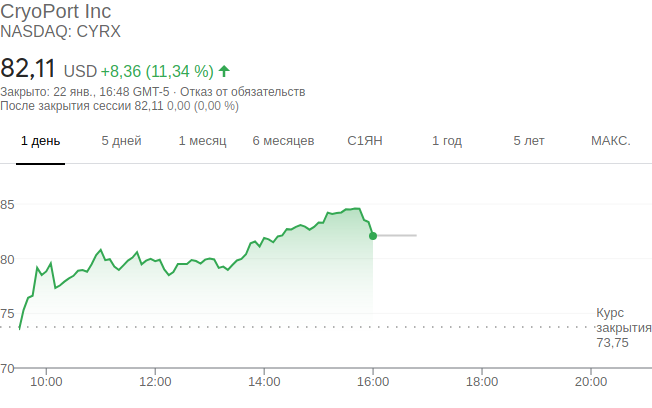 CryoPort Inc
NASDAQ: CYRX
82,11 USD +8,36 (11,34 %)
Закрыто: 22 янв., 16:48 GMT-5 · Отказ от обязательств
После закрытия сессии 82,11 0,00 (0,00 %)
1 день 5 дней 1 месяц 6 месяцев С1ЯН 1 год 5 лет МАКС.
85
80
75
Курс
закрытия
73,75
70
10:00 12:00 14:00 16:00 18:00 20:00